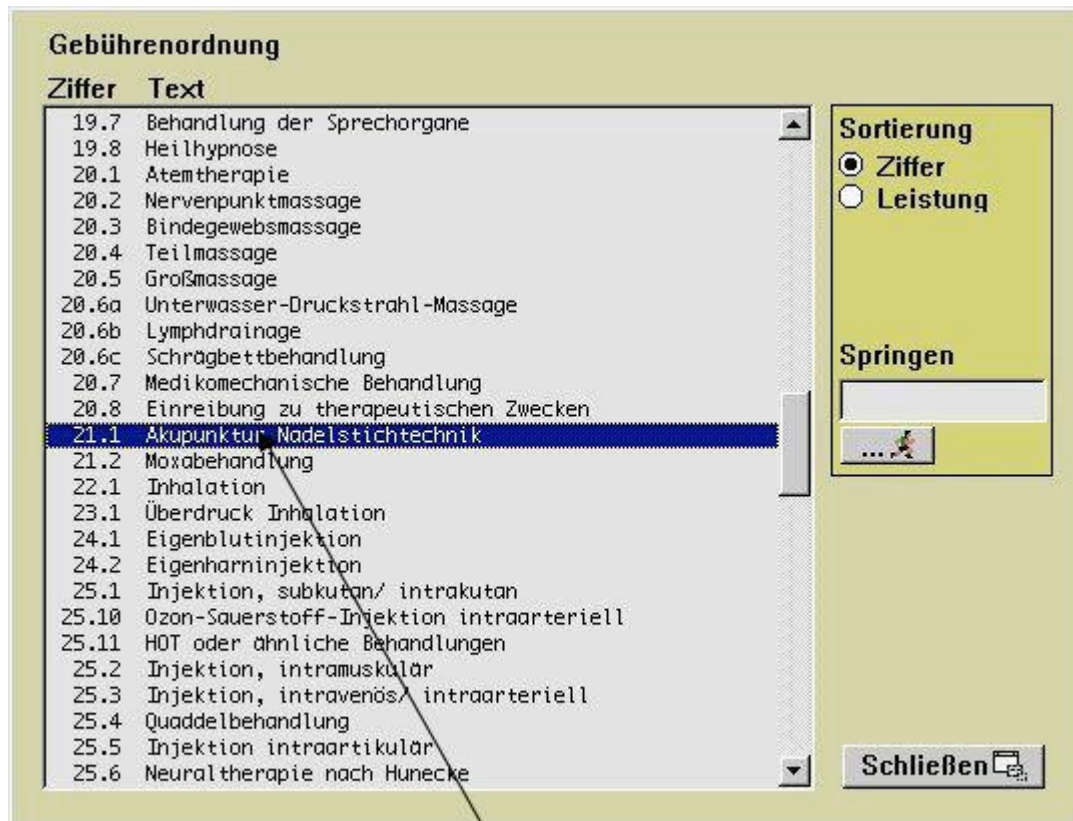 Gebührenordnung
Ziffer Text
19.7 Behandlung der Sprechorgane
19.8 Heilhypnose
20.1 Atemtherapie
20.2 Nervenpunktmassage
20.3 Bindegewebsmassage
20.4 Teilmassage
20.5 Großmassage
20.6a Unterwasser-Druckstrahl-Massage
20.6b Lymphdrainage
20.6c Schrägbettbehandlung
20.7 Medikomechanische Behandlung
20.8 Einreibung zu therapeutischen Zwecken
21.1 Akupunktur Nadelstichtechnik
21.2 Moxabehandlung
22.1 Inhalation
23.1 Überdruck Inhalation
24.1 Eigenblutinjektion
24.2 Eigenharninjektion
25.1 Injektion, subkutan/ intrakutan
25.10 Ozon-Sauerstoff-Injektion intraarteriell
25.11 HOT oder ähnliche Behandlungen
25.2 Injektion, intramuskulär
25.3 Injektion, intravenös/ intraarteriell
25.4 Quaddelbehandlung
25.5 Injektion intraartikulär
25.6 Neuraltherapie nach Hunecke
Sortierung
Ziffer
Leistung
Springen
...
Schließen